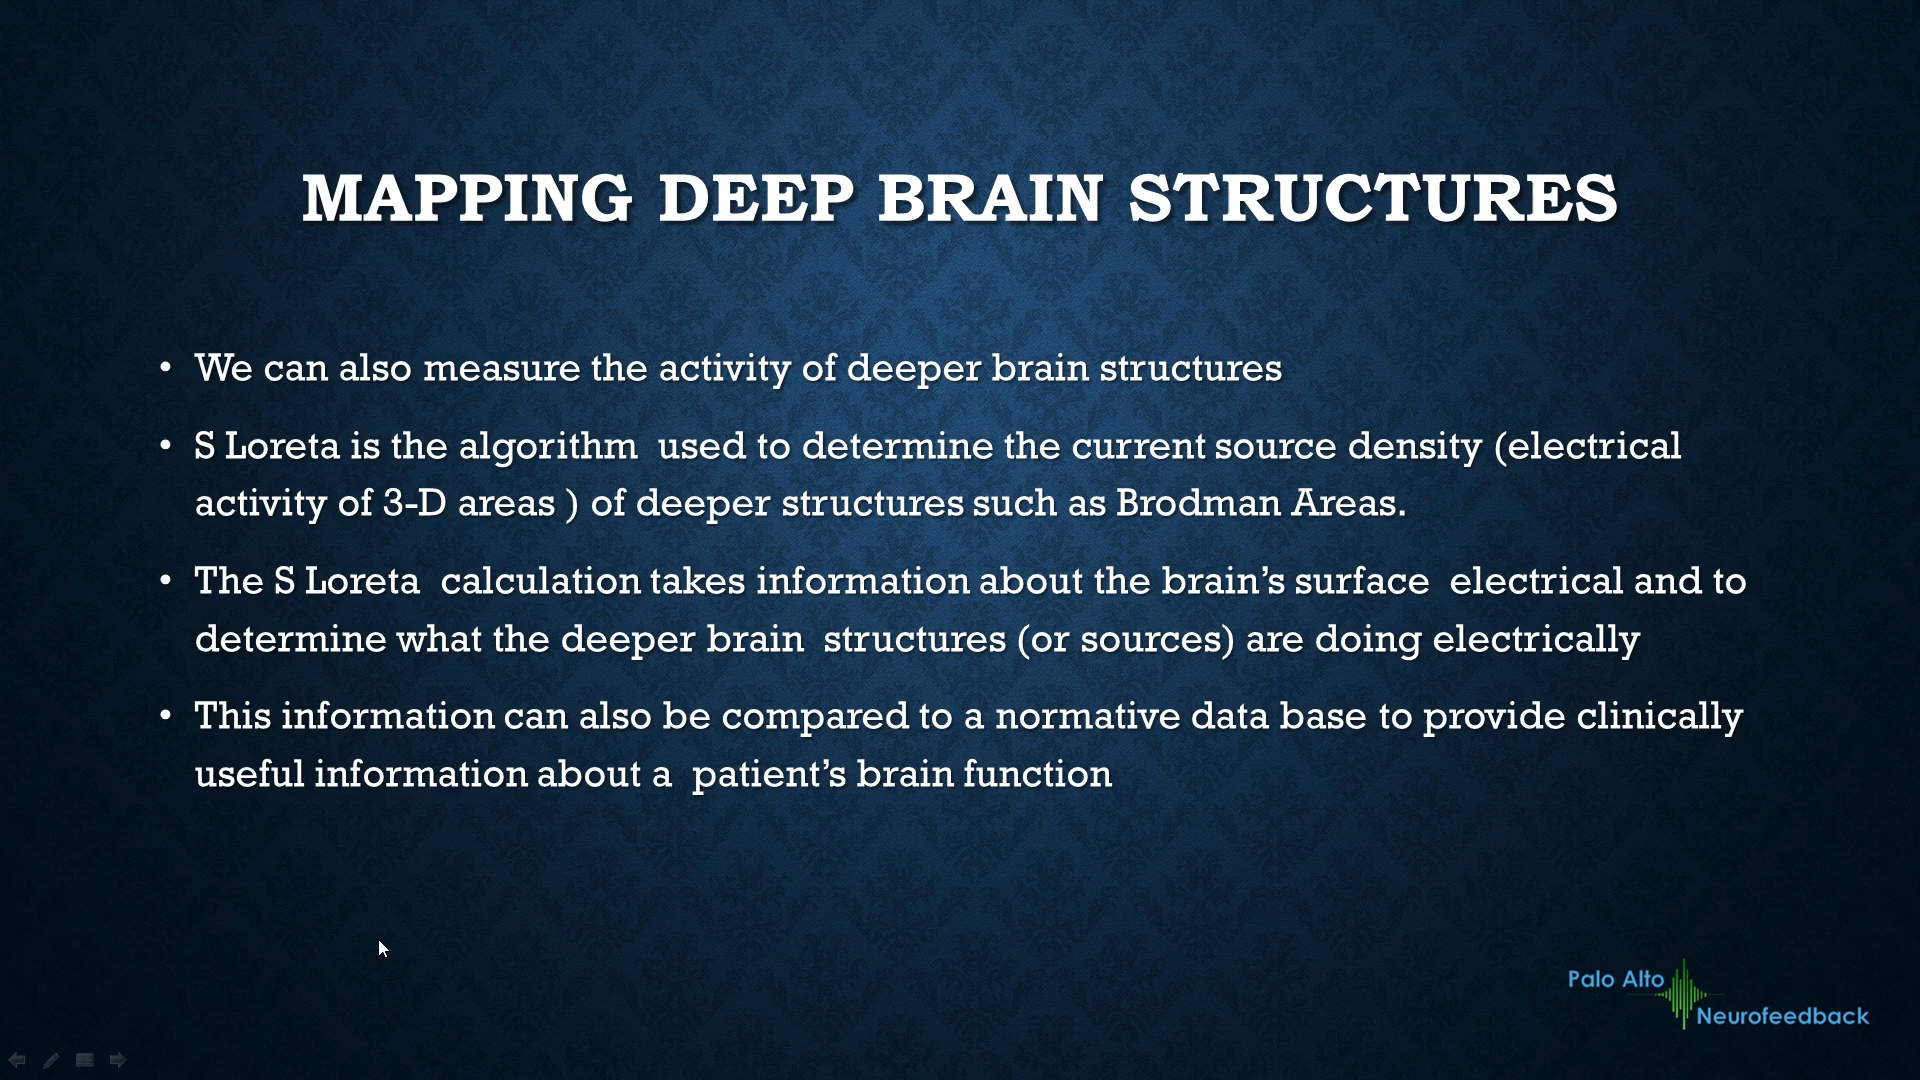 MAPPING DEEP BRAIN STRUCTURES
• We can also measure the activity of deeper brain structures
• S Loreta is the algorithm  used to determine the current source density (electrical
activity of 3-D areas ) of deeper structures such as Brodman Areas.
• The S Loreta  calculation takes information about the brain’s surface  electrical and to
determine what the deeper brain  structures (or sources) are doing electrically
• This information can also be compared to a normative data base to provide clinically
useful information about a  patient’s brain function
Palo Alto
Neurofeedback